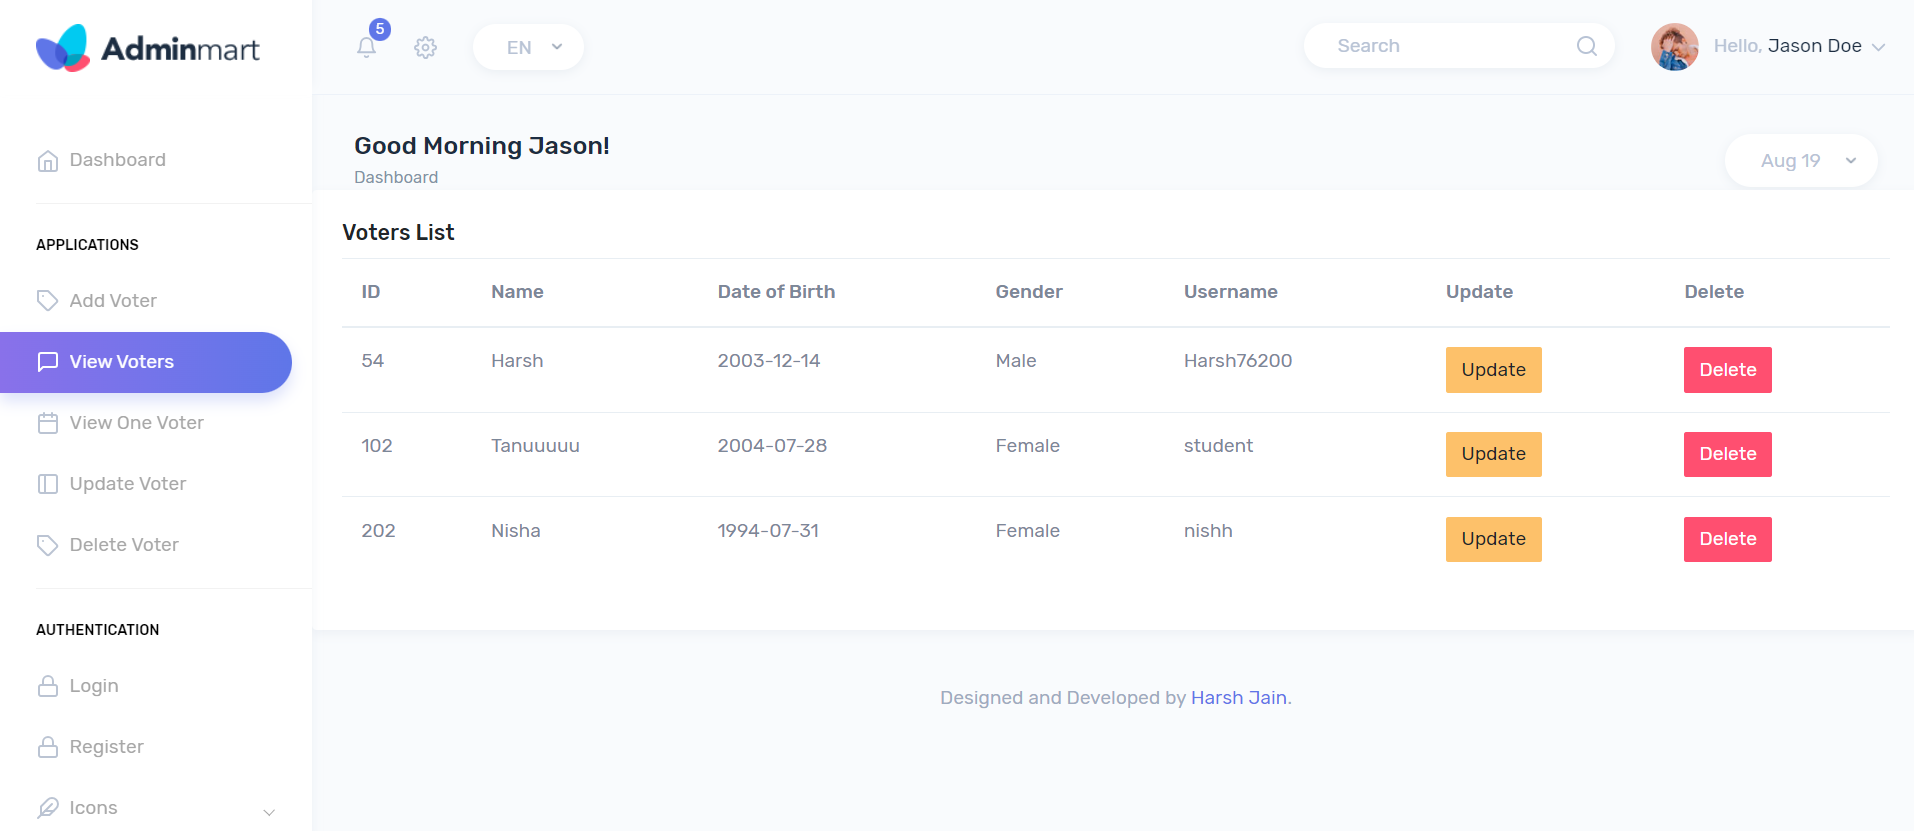 Adminmart
5
EN
Search
Hello, Jason Doe
Dashboard
APPLICATIONS
Add Voter
View Voters
View One Voter
Update Voter
Delete Voter
AUTHENTICATION
Login
Register
Icons
Good Morning Jason!
Dashboard
Aug 19
Voters List
ID Name Date of Birth Gender Username Update Delete
54 Harsh 2003-12-14 Male Harsh76200 Update Delete
102 Tanuuuuu 2004-07-28 Female student Update Delete
202 Nisha 1994-07-31 Female nishh Update Delete
Designed and Developed by Harsh Jain.